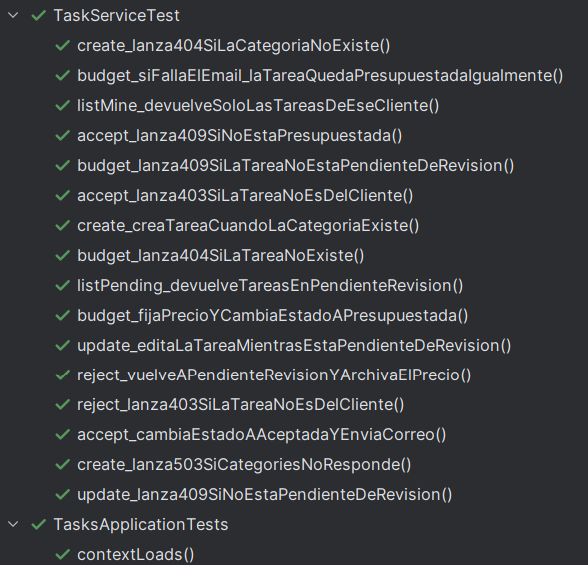 TaskServiceTest
create_lanza404SiLaCategoriaNoExiste()
budget_siFallaElEmail_laTareaQuedaPresupuestadaIgualmente()
listMine_devuelveSoloLasTareasDeEseCliente()
accept_lanza409SiNoEstaPresupuestada()
budget_lanza409SiLaTareaNoEstaPendienteDeRevision()
accept_lanza403SiLaTareaNoEsDelCliente()
create_creaTareaCuandoLaCategoriaExiste()
budget_lanza404SiLaTareaNoExiste()
listPending_devuelveTareasEnPendienteRevision()
budget_fijaPrecioYCambiaEstadoAPresupuestada()
update_editaLaTareaMientrasEstaPendienteDeRevision()
reject_vuelveAPendienteRevisionYArchivaElPrecio()
reject_lanza403SiLaTareaNoEsDelCliente()
accept_cambiaEstadoAAceptadaYEnviaCorreo()
create_lanza503SiCategoriesNoResponde()
update_lanza409SiNoEstaPendienteDeRevision()
TasksApplicationTests
contextLoads()